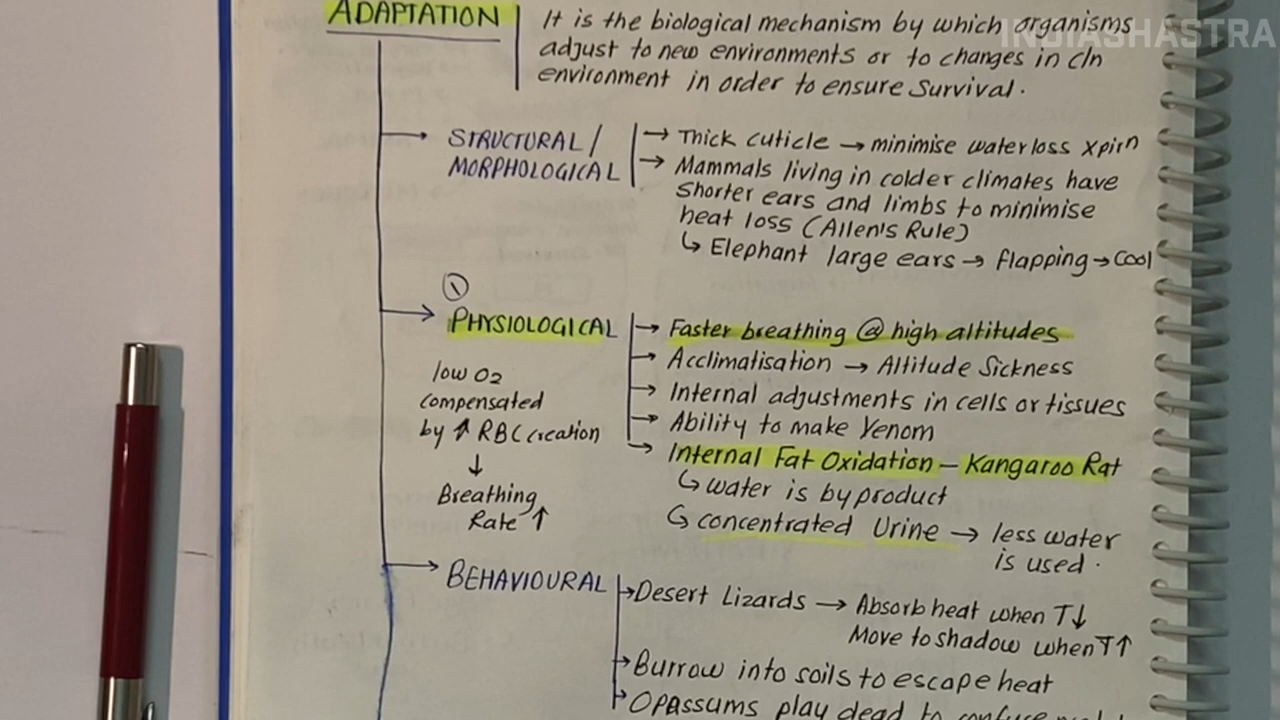 INDIASHASTRA
ADAPTATION
It is the biological mechanism by which organisms
adjust to new environments or to changes in c/n
environment in order to ensure survival.
STRUCTURAL /
MORPHOLOGICAL
→ Thick cuticle → minimise water loss xpirn
→ Mammals living in colder climates have
shorter ears and limbs to minimise
heat loss (Allen's Rule)
↳ Elephant large ears → flapping → Cool
①
PHYSIOLOGICAL
→ Faster breathing @ high altitudes
→ Acclimatisation → Altitude Sickness
→ Internal adjustments in cells or tissues
→ Ability to make Venom
→ Internal Fat Oxidation – Kangaroo Rat
↳ water is by product
↳ concentrated Urine → less water
is used.
low O2
compensated
by ↑ RBC creation
↓
Breathing
Rate ↑
BEHAVIOURAL
→ Desert Lizards → Absorb heat when T↓
Move to shadow when T↑
→ Burrow into soils to escape heat
→ Opassums play dead to confuse